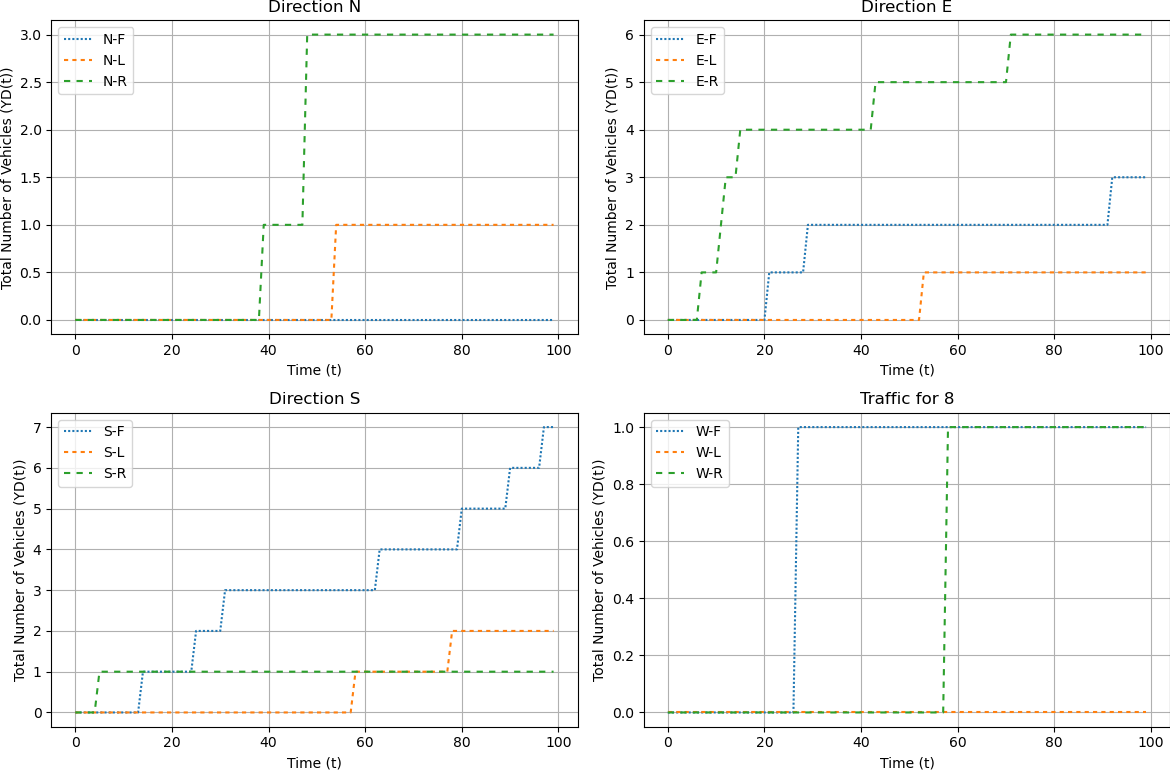 Direction N
Total Number of Vehicles (YD(t))
3.0
2.5
2.0
1.5
1.0
0.5
0.0
N-F
N-L
N-R
0 20 40 60 80 100
Time (t)
Direction E
Total Number of Vehicles (YD(t))
6
5
4
3
2
1
0
E-F
E-L
E-R
0 20 40 60 80 100
Time (t)
Direction S
Total Number of Vehicles (YD(t))
7
6
5
4
3
2
1
0
S-F
S-L
S-R
0 20 40 60 80 100
Time (t)
Traffic for 8
Total Number of Vehicles (YD(t))
1.0
0.8
0.6
0.4
0.2
0.0
W-F
W-L
W-R
0 20 40 60 80 100
Time (t)